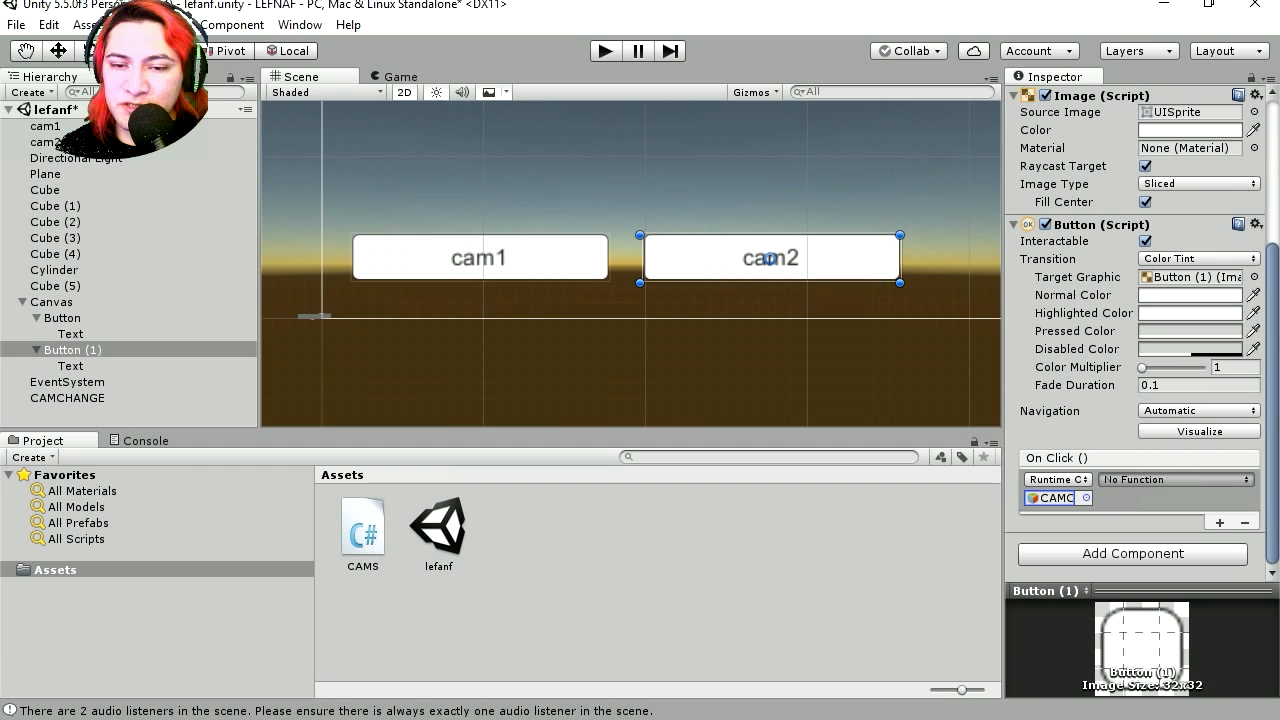 Unity 5.5.0f3 Perso lefanf.unity - LEFNAF - PC, Mac & Linux Standalone* <DX11>
File Edit Component Window Help
Pivot Local Collab Account Layers Layout
Hierarchy
Create All
lefanf*
cam1
Directional Light
Plane
Cube
Cube (1)
Cube (2)
Cube (3)
Cube (4)
Cylinder
Cube (5)
Canvas
Button
Text
Button (1)
Text
EventSystem
CAMCHANGE
Scene Game
Shaded 2D Gizmos All
cam1 cam2
Inspector
Image (Script)
Source Image UISprite
Color
Material None (Material)
Raycast Target
Image Type Sliced
Fill Center
OK Button (Script)
Interactable
Transition Color Tint
Target Graphic Button (1) (Ima
Normal Color
Highlighted Color
Pressed Color
Disabled Color
Color Multiplier 1
Fade Duration 0.1
Navigation Automatic
Visualize
On Click ()
Runtime C No Function
CAMC
+ −
Add Component
Button (1)
Button (1)
Image Size: 32x32
Project Console
Create
Favorites
All Materials
All Models
All Prefabs
All Scripts
Assets
Assets
C#
CAMS lefanf
There are 2 audio listeners in the scene. Please ensure there is always exactly one audio listener in the scene.